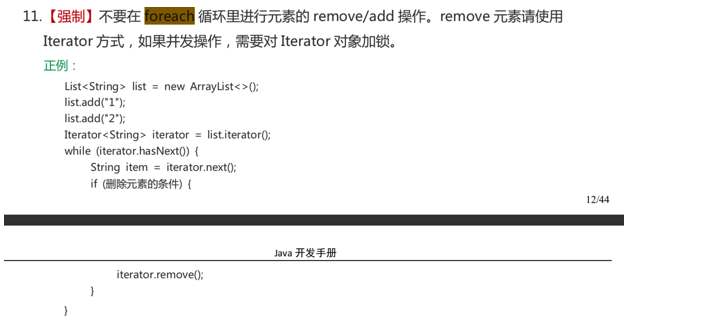 11.【强制】不要在 foreach 循环里进行元素的 remove/add 操作。remove 元素请使用
Iterator 方式，如果并发操作，需要对 Iterator 对象加锁。
正例：
List<String> list = new ArrayList<>();
list.add("1");
list.add("2");
Iterator<String> iterator = list.iterator();
while (iterator.hasNext()) {
String item = iterator.next();
if (删除元素的条件) {
12/44
Java 开发手册
iterator.remove();
}
}